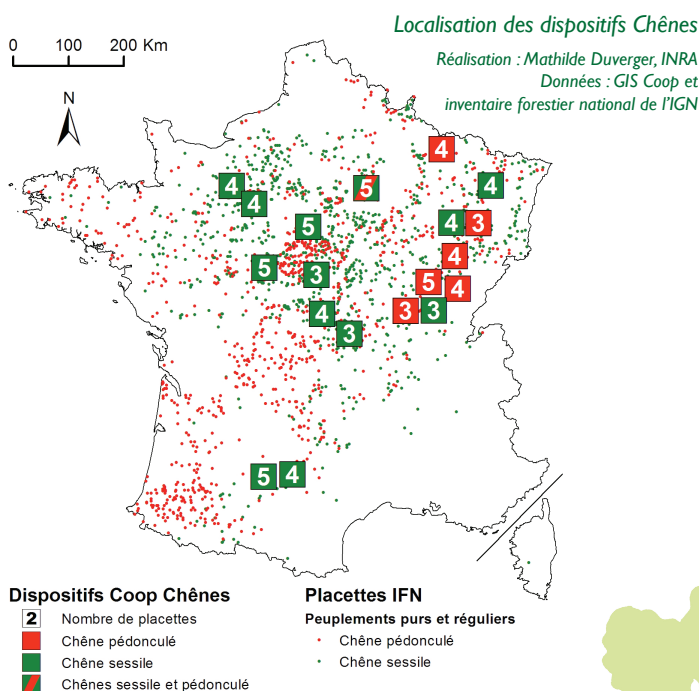 Localisation des dispositifs Chênes
Réalisation : Mathilde Duverger, INRA
Données : GIS Coop et
inventaire forestier national de l'IGN
0 100 200 Km
N
4
4
5
4
4
5
4
3
4
5
3
5
4
4
3
3
3
5
4
Dispositifs Coop Chênes
2 Nombre de placettes
Chêne pédonculé
Chêne sessile
Chênes sessile et pédonculé
Placettes IFN
Peuplements purs et réguliers
Chêne pédonculé
Chêne sessile